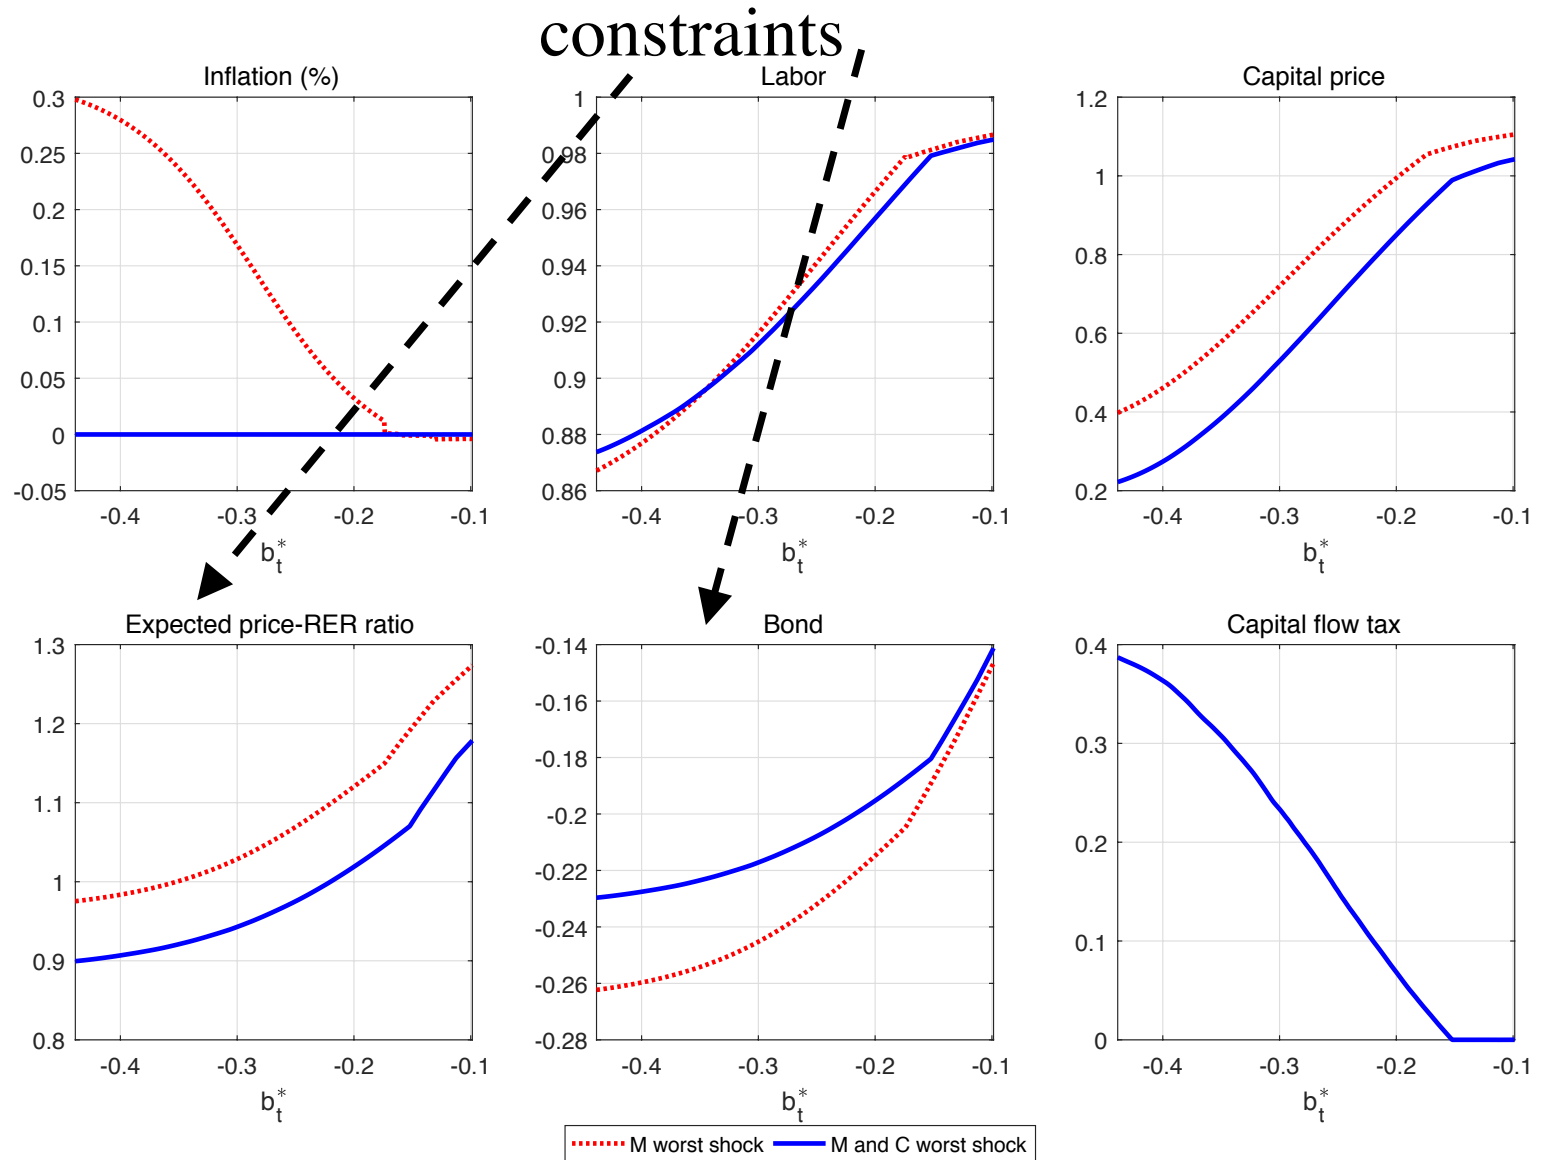 constraints
Inflation (%)
0.3
0.25
0.2
0.15
0.1
0.05
0
-0.05
-0.4 -0.3 -0.2 -0.1
b*t
Labor
1
0.98
0.96
0.94
0.92
0.9
0.88
0.86
-0.4 -0.3 -0.2 -0.1
b*t
Capital price
1.2
1
0.8
0.6
0.4
0.2
-0.4 -0.3 -0.2 -0.1
b*t
Expected price-RER ratio
1.3
1.2
1.1
1
0.9
0.8
-0.4 -0.3 -0.2 -0.1
b*t
Bond
-0.14
-0.16
-0.18
-0.2
-0.22
-0.24
-0.26
-0.28
-0.4 -0.3 -0.2 -0.1
b*t
Capital flow tax
0.4
0.3
0.2
0.1
0
-0.4 -0.3 -0.2 -0.1
b*t
M worst shock M and C worst shock